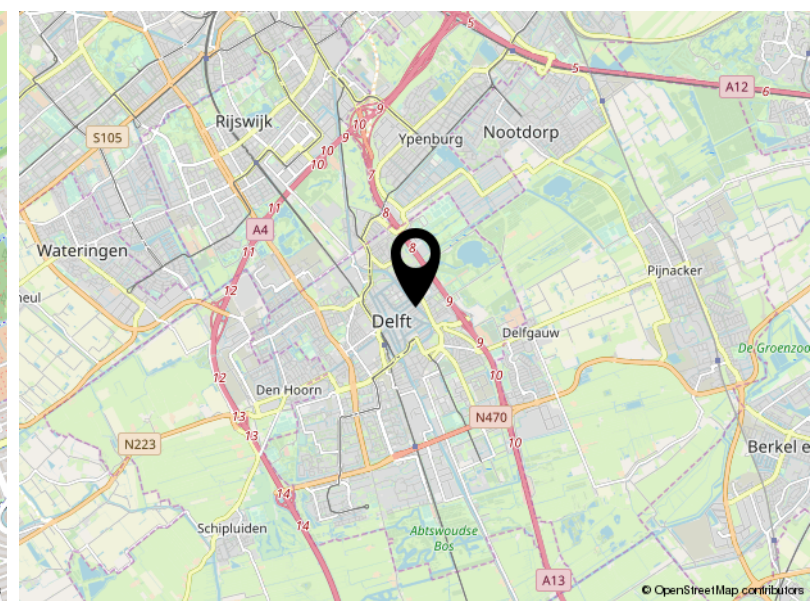 5
5
A12
6
9
10
Rijswijk
S105
9
10
10
Ypenburg
Nootdorp
7
11
8
A4
Wateringen
11
8
Pijnacker
12
neul
9
Delft
Delfgauw
9
De Groenzoo
12
10
Den Hoorn
13
N470
13
N223
10
Berkel e
14
14
Schipluiden
Abtswoudse
Bos
A13
© OpenStreetMap contributors